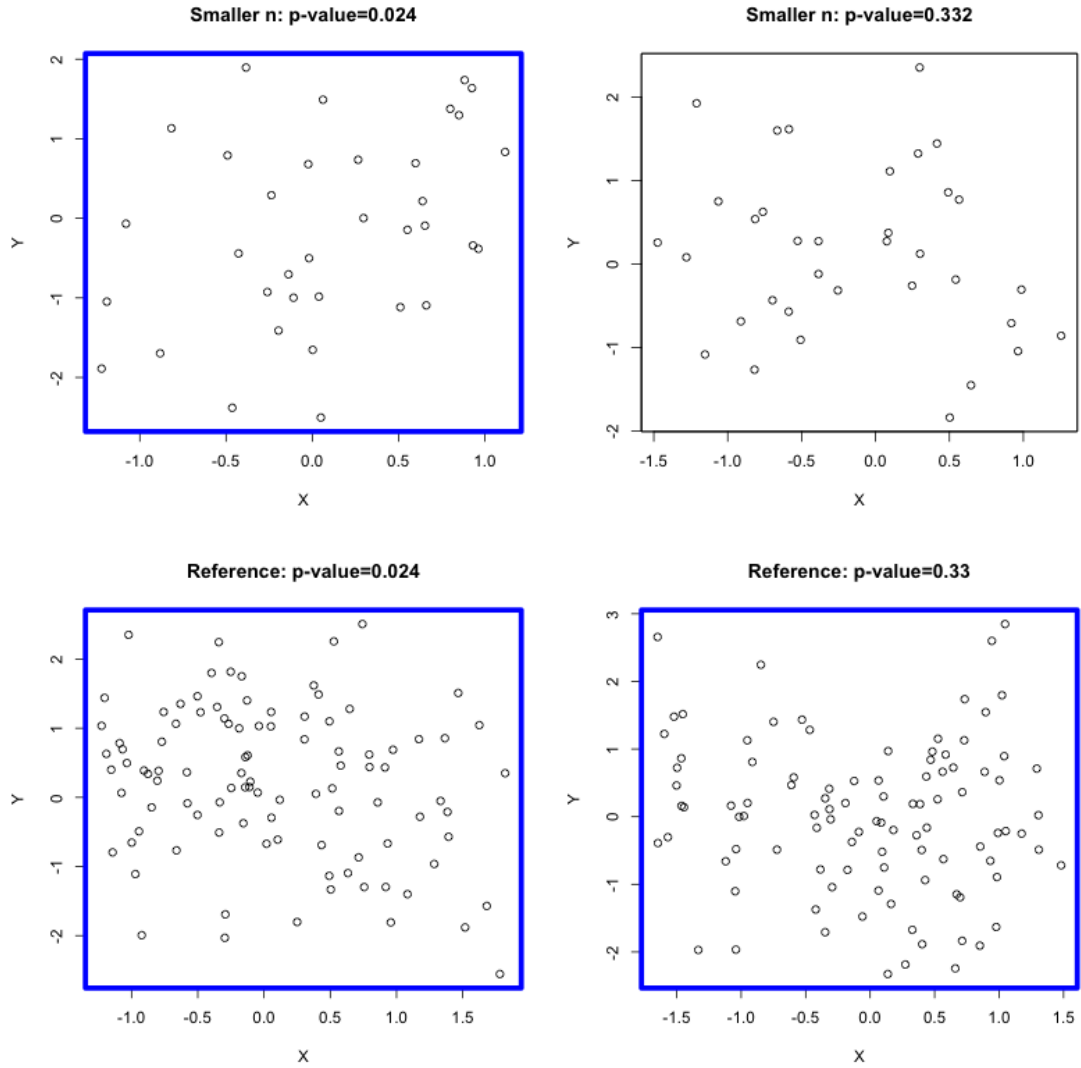 Smaller n: p-value=0.024
2
1
0
-1
-2
Y
-1.0 -0.5 0.0 0.5 1.0
X
Smaller n: p-value=0.332
2
1
0
-1
-2
Y
-1.5 -1.0 -0.5 0.0 0.5 1.0
X
Reference: p-value=0.024
2
1
0
-1
-2
Y
-1.0 -0.5 0.0 0.5 1.0 1.5
X
Reference: p-value=0.33
3
2
1
0
-1
-2
Y
-1.5 -1.0 -0.5 0.0 0.5 1.0 1.5
X